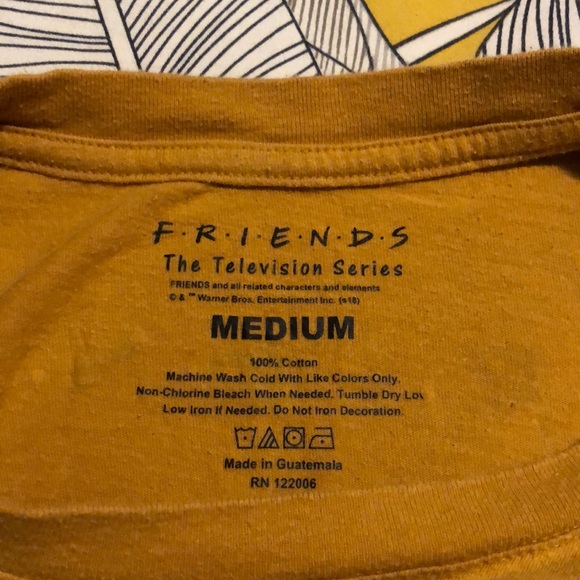 F·R·I·E·N·D·S
The Television Series
FRIENDS and all related characters and elements
© & ™ Warner Bros. Entertainment Inc. (s18)
MEDIUM
100% Cotton
Machine Wash Cold With Like Colors Only.
Non-Chlorine Bleach When Needed. Tumble Dry Lo
Low Iron If Needed. Do Not Iron Decoration.
Made in Guatemala
RN 122006